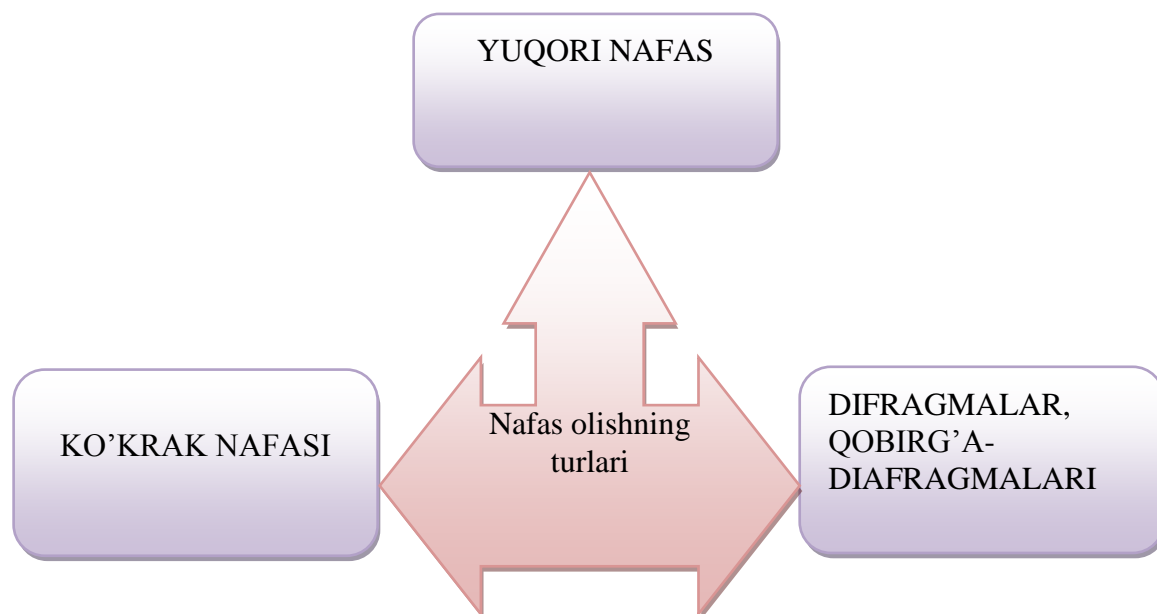 YUQORI NAFAS
KO’KRAK NAFASI
Nafas olishning
turlari
DIFRAGMALAR,
QOBIRG’A-
DIAFRAGMALARI